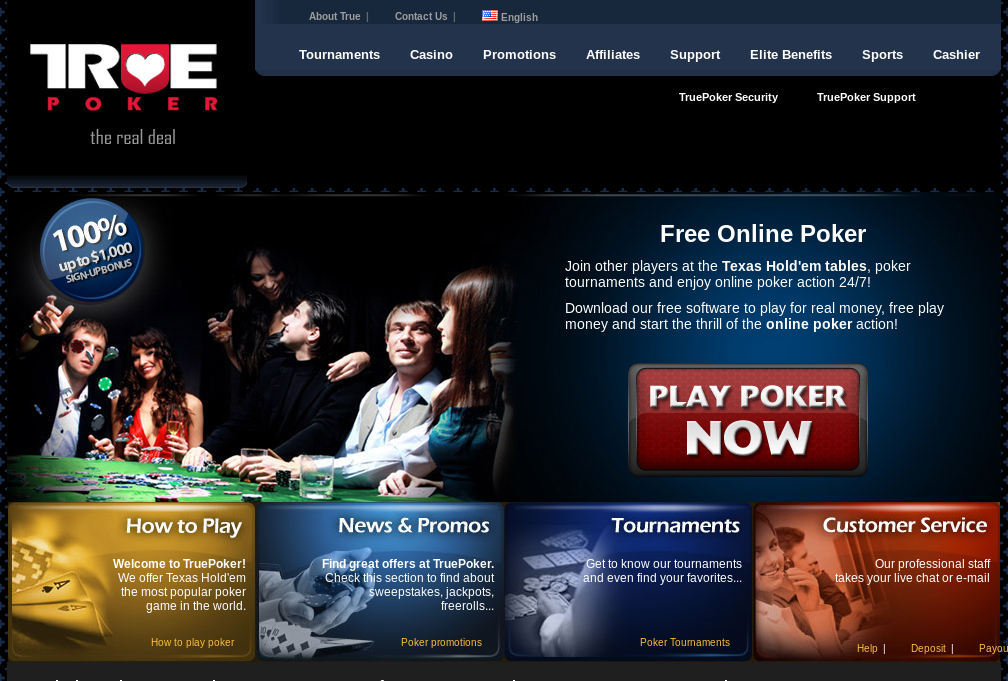 About True |
Contact Us |
English
Tournaments
Casino
Promotions
Affiliates
Support
Elite Benefits
Sports
Cashier
TRUE
POKER
the real deal
TruePoker Security
TruePoker Support
100%
up to $1,000
SIGN-UP BONUS
Free Online Poker
Join other players at the Texas Hold'em tables, poker
tournaments and enjoy online poker action 24/7!
Download our free software to play for real money, free play
money and start the thrill of the online poker action!
PLAY POKER
NOW
How to Play
Welcome to TruePoker!
We offer Texas Hold'em
the most popular poker
game in the world.
How to play poker
News & Promos
Find great offers at TruePoker.
Check this section to find about
sweepstakes, jackpots,
freerolls...
Poker promotions
Tournaments
Get to know our tournaments
and even find your favorites...
Poker Tournaments
Customer Service
Our professional staff
takes your live chat or e-mail
Help |
Deposit |